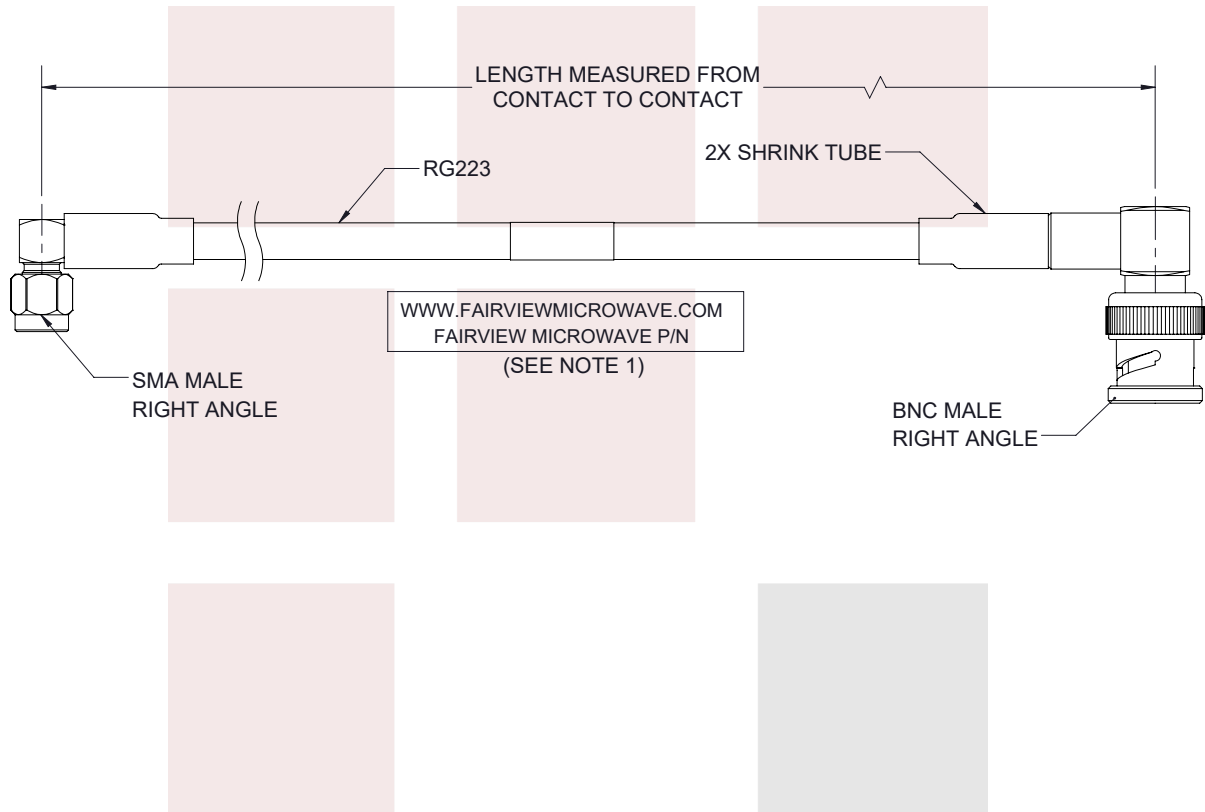 LENGTH MEASURED FROM
CONTACT TO CONTACT
2X SHRINK TUBE
RG223
WWW.FAIRVIEWMICROWAVE.COM
FAIRVIEW MICROWAVE P/N
(SEE NOTE 1)
SMA MALE
RIGHT ANGLE
BNC MALE
RIGHT ANGLE